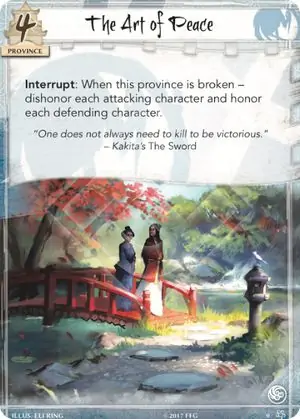 4
The Art of Peace
PROVINCE
Interrupt: When this province is broken –
dishonor each attacking character and honor
each defending character.
“One does not always need to kill to be victorious.”
– Kakita’s The Sword
ILLUS: ELI RING
© 2017 FFG